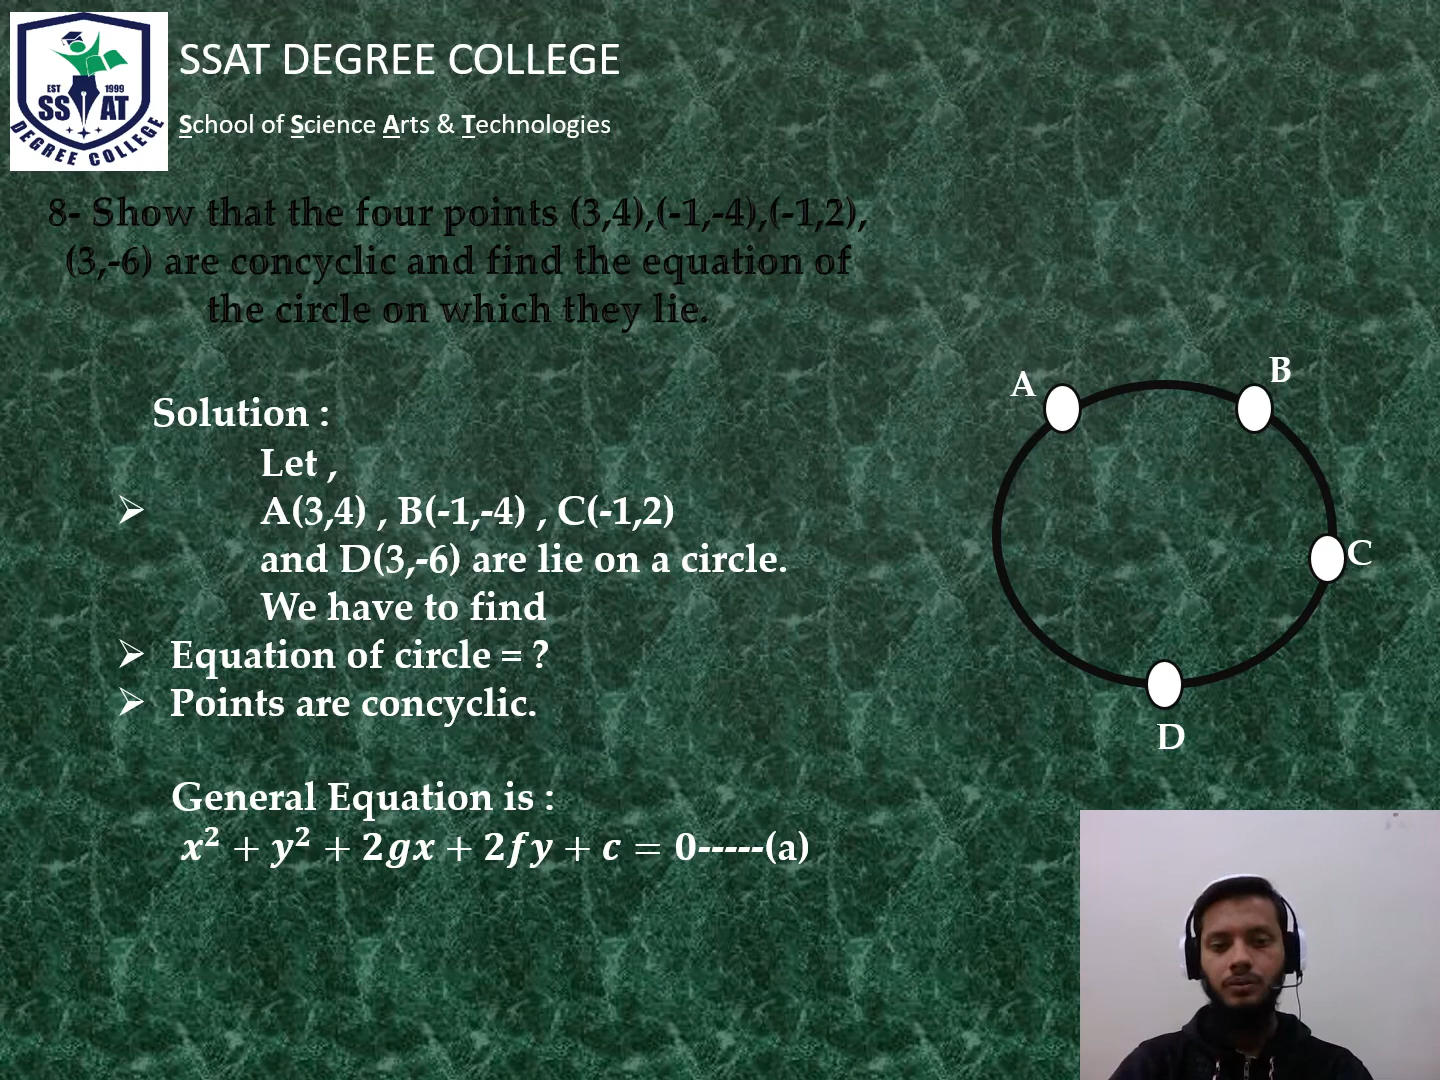 EST 1999
SS AT
DEGREE COLLEGE
SSAT DEGREE COLLEGE
School of Science Arts & Technologies
8- Show that the four points (3,4),(-1,-4),(-1,2),
(3,-6) are concyclic and find the equation of
the circle on which they lie.
Solution :
Let ,
➢ A(3,4) , B(-1,-4) , C(-1,2)
and D(3,-6) are lie on a circle.
We have to find
➢ Equation of circle = ?
➢ Points are concyclic.
General Equation is :
x² + y² + 2gx + 2fy + c = 0-----(a)
A
B
C
D